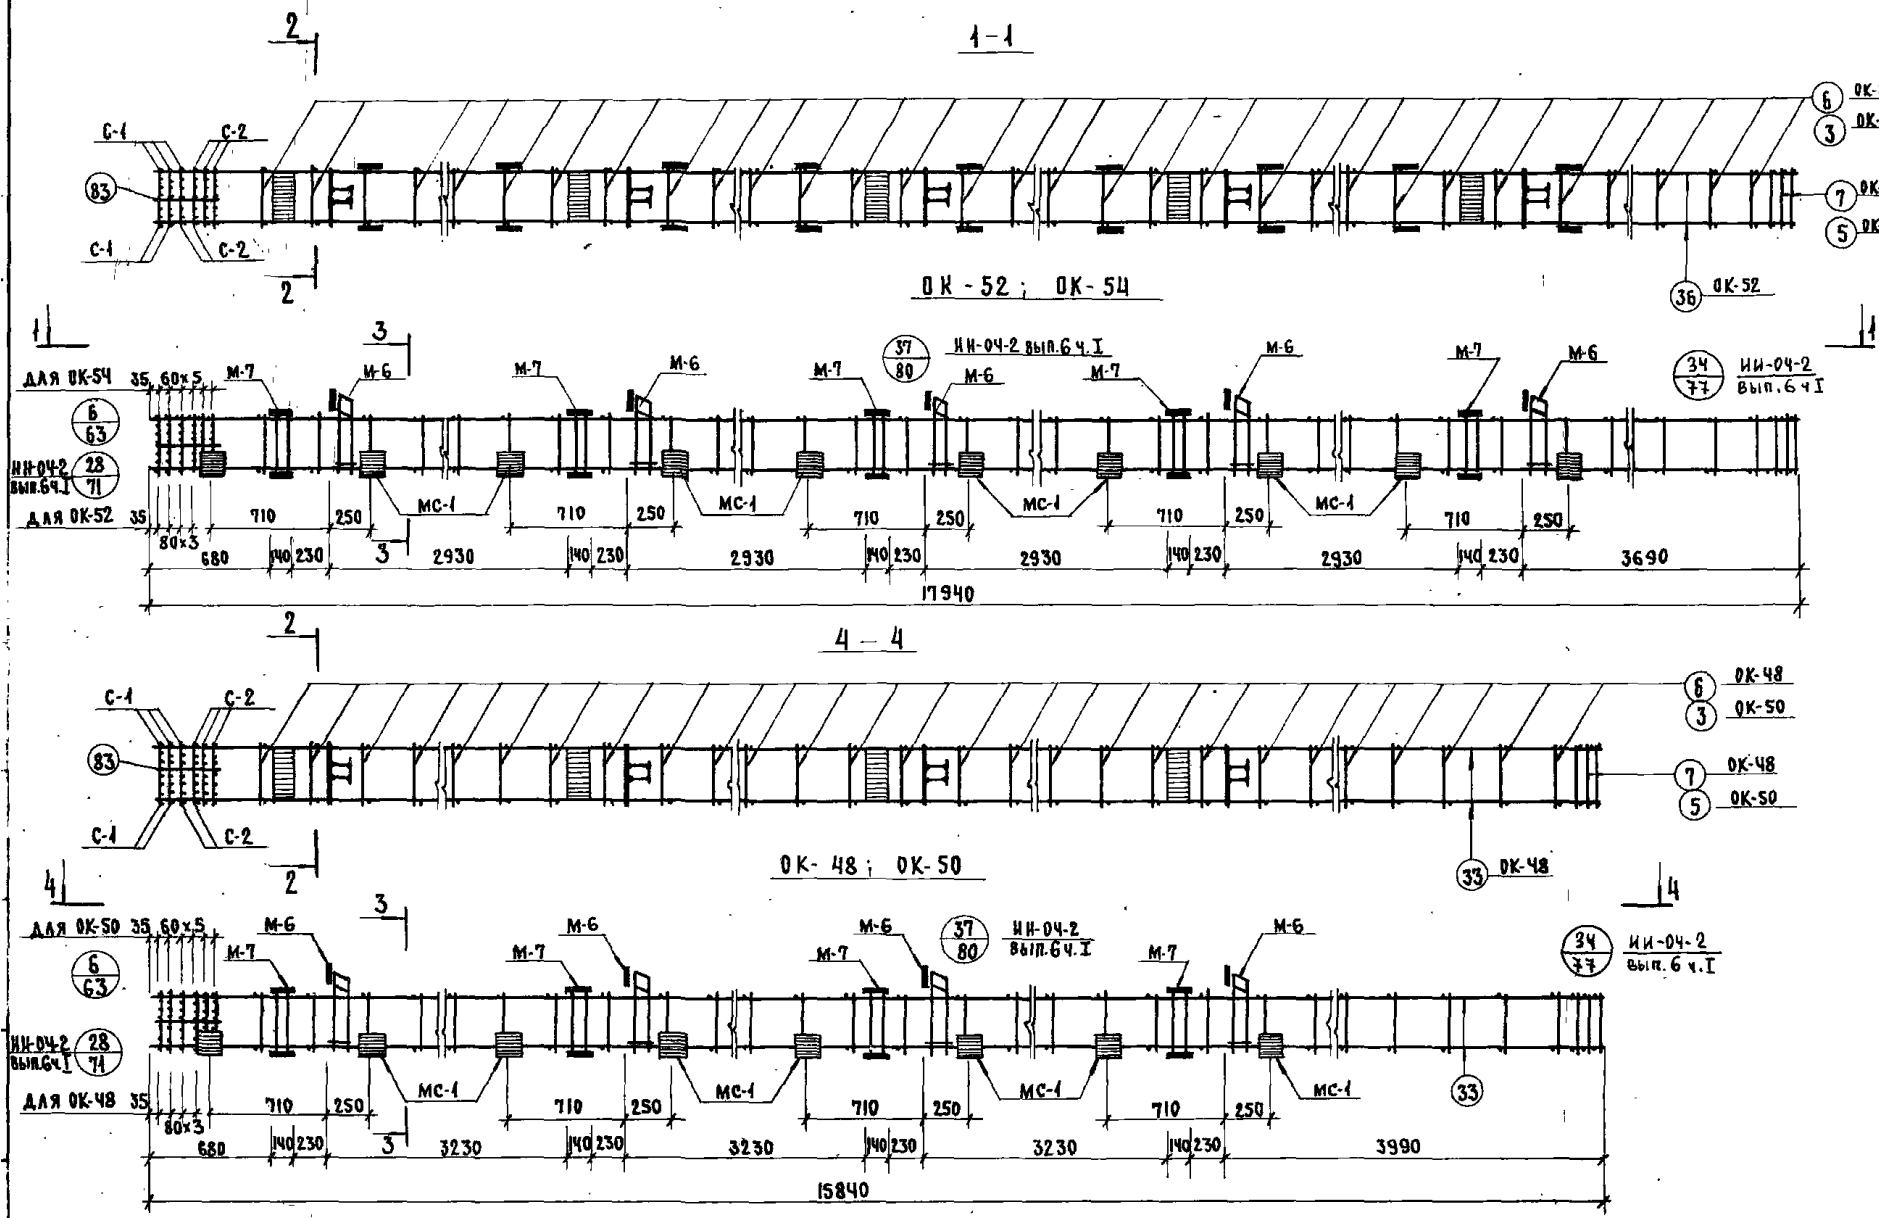 2
1-1
6 ОК-
3 ОК-
С-1 С-2
83
7 ОК-
5 ОК-
С-1 С-2
2
ОК-52; ОК-54
36 ОК-52
1 1
3
37/80 ИИ-04-2 вып.6 ч.I
34/77 ИИ-04-2 вып.6 ч I
ДЛЯ ОК-54 35 60х5 М-7 М-6 М-7 М-6 М-7 М-6 М-7 М-6 М-7 М-6
6/63
ИИ-04-2 вып.6ч.I 28/71
МС-1 МС-1 МС-1 МС-1
ДЛЯ ОК-52 35 710 250 710 250 710 250 710 250 710 250
80х3
3
680 140 230 2930 140 230 2930 140 230 2930 140 230 2930 140 230 3690
17940
2
4 - 4
С-1 С-2
6 ОК-48
3 ОК-50
83
7 ОК-48
5 ОК-50
С-1 С-2
2
ОК-48; ОК-50
33 ОК-48
4 4
3
ДЛЯ ОК-50 35 60х5 М-6 М-6 М-6 М-6
37/80 ИИ-04-2 вып.6ч.I
34/77 ИИ-04-2 вып.6 ч.I
М-7 М-7 М-7 М-7
6/63
ИИ-04-2 вып.6ч.I 28/71
МС-1 МС-1 МС-1 МС-1
33
ДЛЯ ОК-48 35 710 250 710 250 710 250 710 250
80х3
3
680 140 230 3230 140 230 3230 140 230 3230 140 230 3990
15840